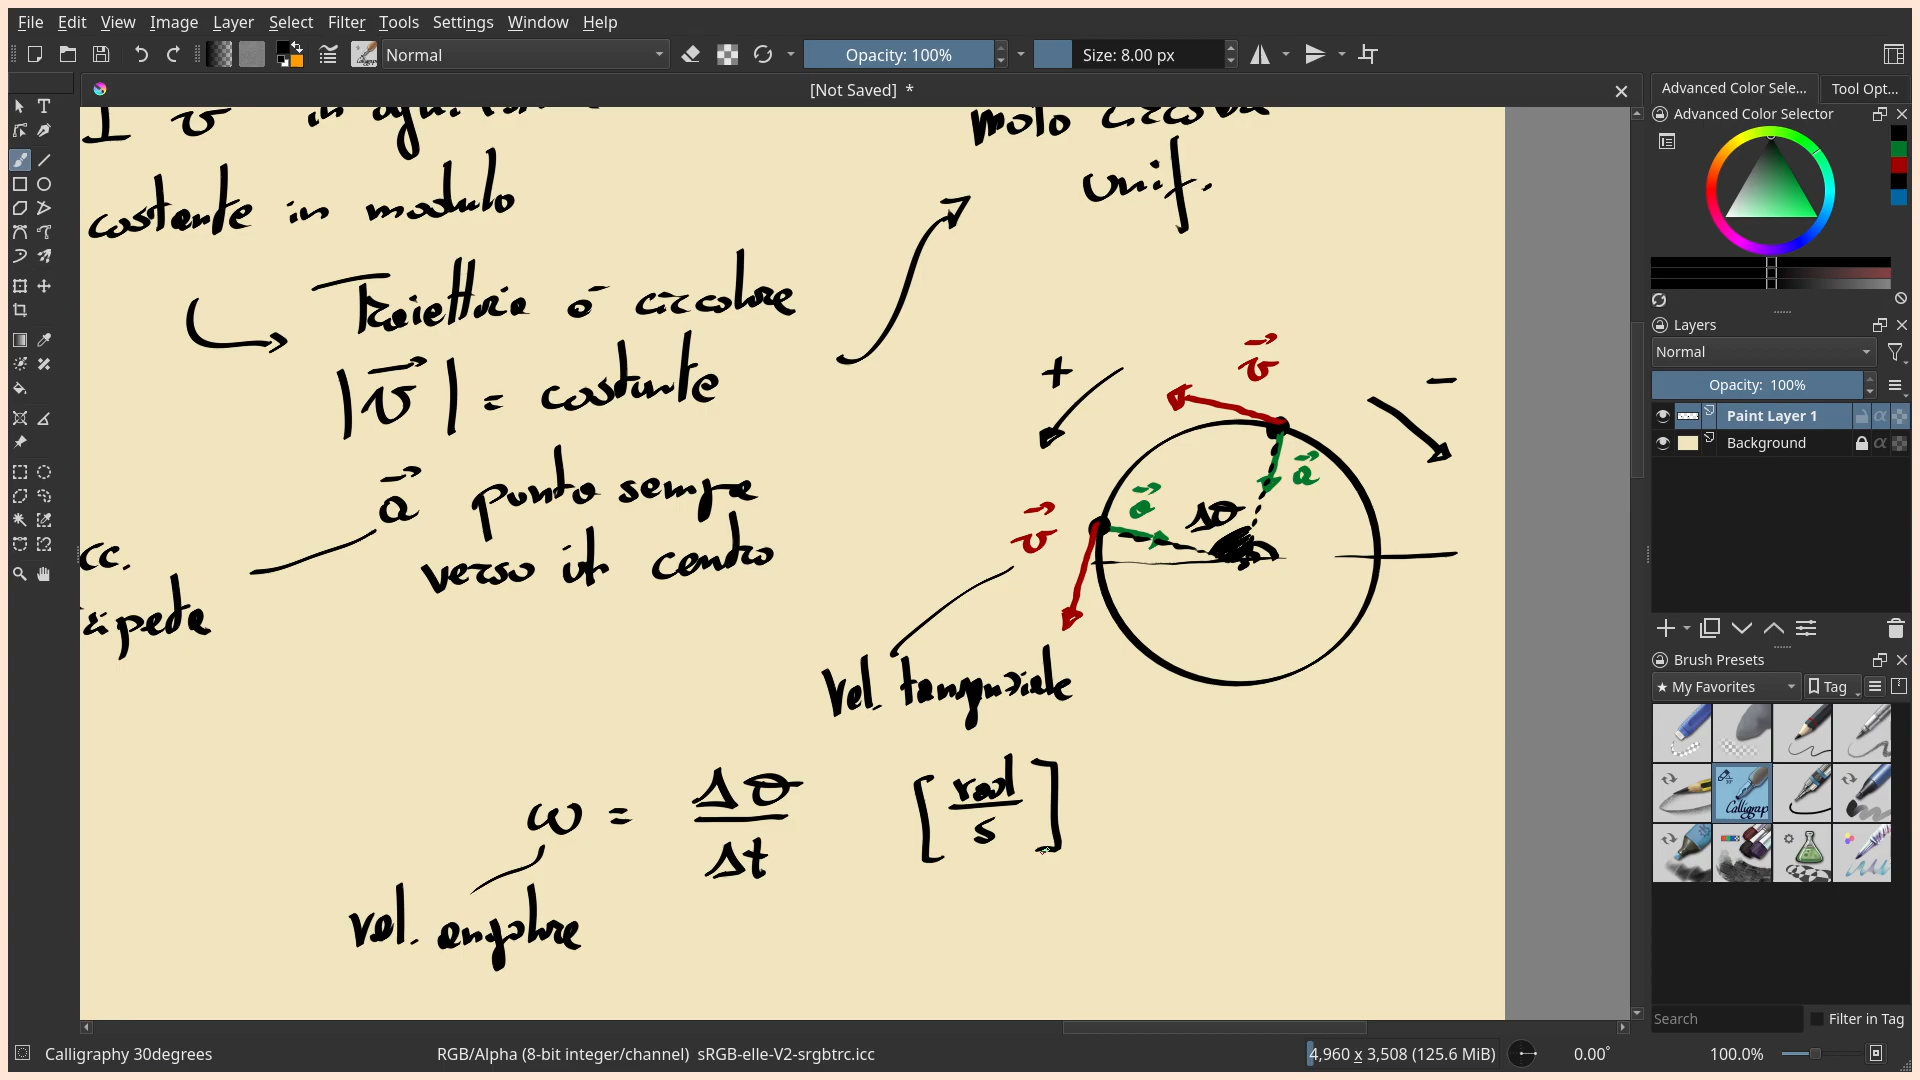 File Edit View Image Layer Select Filter Tools Settings Window Help
Normal
Opacity: 100%
Size: 8.00 px
[Not Saved] *
Advanced Color Sele...
Tool Opt...
Advanced Color Selector
in
moto
costante in modulo
unif.
Traiettoria è circolare
|v⃗| = costante
+
v⃗
−
a⃗ punta sempre
verso il centro
a⃗
a⃗
Δθ
v⃗
cc.
ripeta
Vel. tangenziale
ω = Δθ/Δt [rad/s]
vel. angolare
Layers
Normal
Opacity: 100%
Paint Layer 1
Background
Brush Presets
★ My Favorites
Tag
Calligraphy
Search
Filter in Tag
Calligraphy 30degrees
RGB/Alpha (8-bit integer/channel) sRGB-elle-V2-srgbtrc.icc
4,960 x 3,508 (125.6 MiB)
0.00°
100.0%